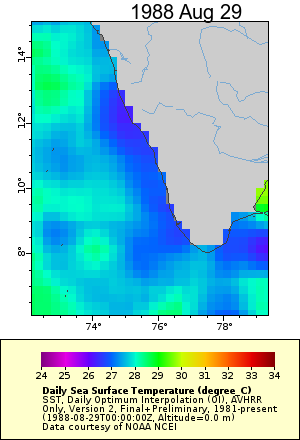 1988 Aug 29
14°
12°
10°
8°
74°
76°
78°
24 25 26 27 28 29 30 31 32 33 34
Daily Sea Surface Temperature (degree_C)
SST, Daily Optimum Interpolation (OI), AVHRR
Only, Version 2, Final+Preliminary, 1981-present
(1988-08-29T00:00:00Z, Altitude=0.0 m)
Data courtesy of NOAA NCEI